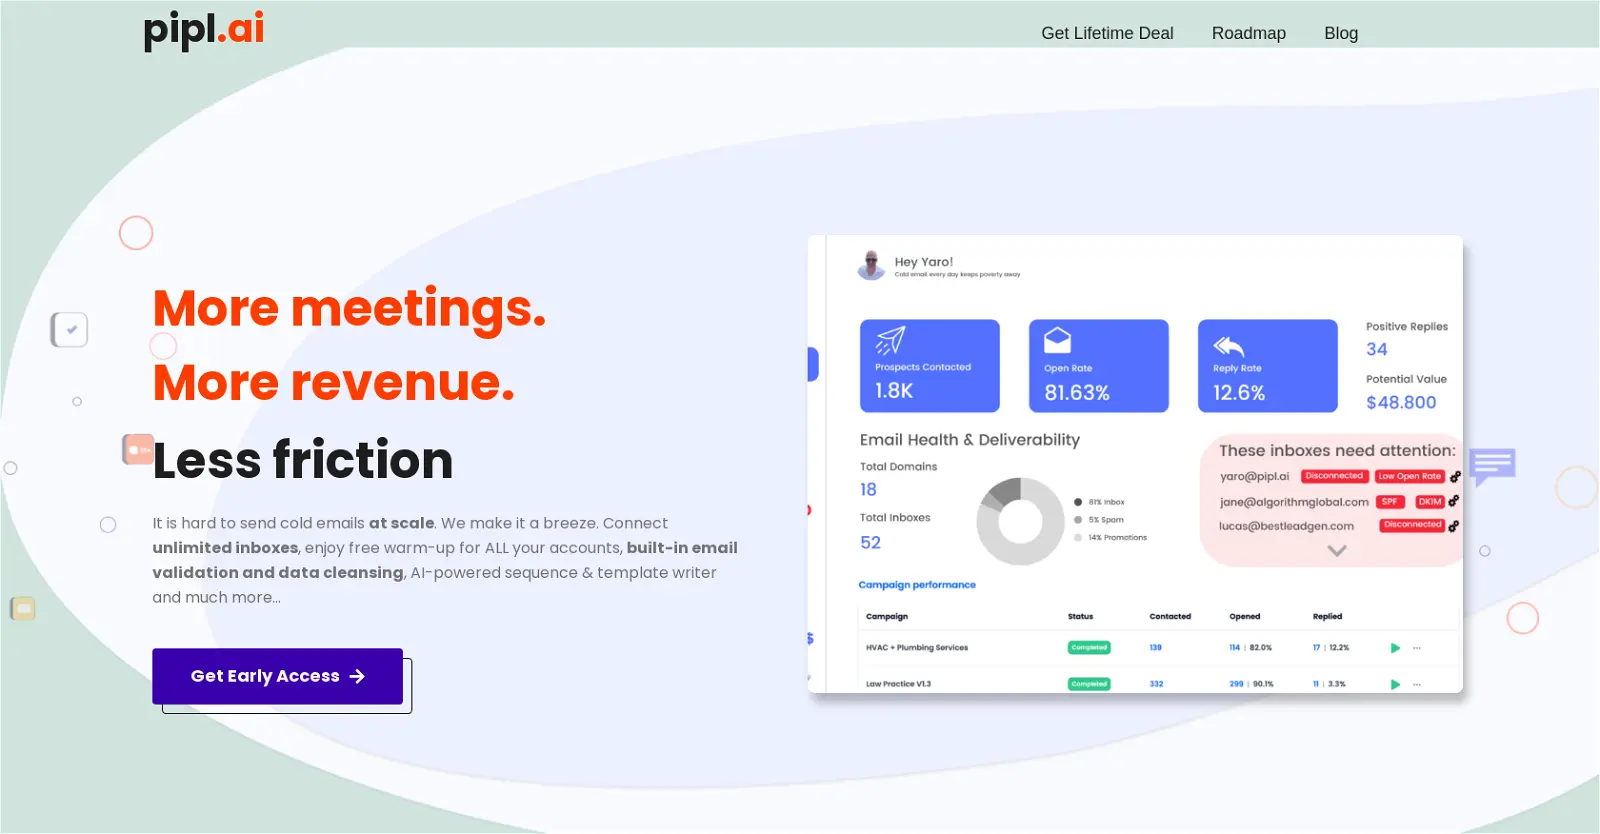 pipl.ai
Get Lifetime Deal
Roadmap
Blog
More meetings.
More revenue.
Less friction
It is hard to send cold emails at scale. We make it a breeze. Connect
unlimited inboxes, enjoy free warm-up for ALL your accounts, built-in email
validation and data cleansing, AI-powered sequence & template writer
and much more...
Get Early Access
Hey Yaro!
Cold email every day keeps poverty away
Prospects Contacted
1.8K
Open Rate
81.63%
Reply Rate
12.6%
Positive Replies
34
Potential Value
$48.800
Email Health & Deliverability
Total Domains
18
Total Inboxes
52
81% Inbox
5% Spam
14% Promotions
These inboxes need attention:
yaro@pipl.ai Disconnected Low Open Rate
jane@algorithmglobal.com SPF DKIM
lucas@bestleadgen.com Disconnected
Campaign performance
Campaign Status Contacted Opened Replied
HVAC + Plumbing Services Completed 139 114 | 82.0% 17 | 12.2%
Law Practice V1.3 Completed 332 299 | 90.1% 11 | 3.3%